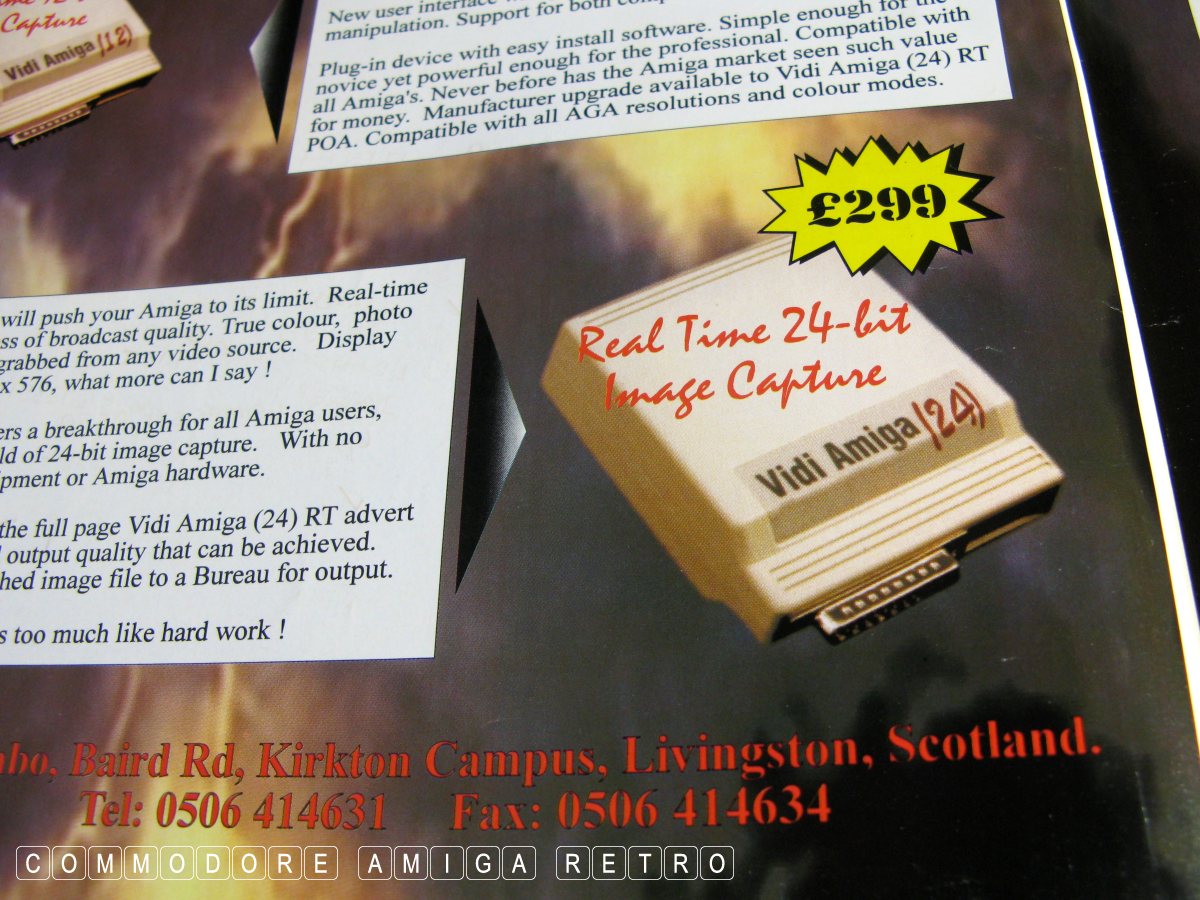 Capture
Vidi Amiga (12)
New user interface
manipulation. Support for both
Plug-in device with easy install software. Simple enough for the
novice yet powerful enough for the professional. Compatible with
all Amiga's. Never before has the Amiga market seen such value
for money. Manufacturer upgrade available to Vidi Amiga (24) RT
POA. Compatible with all AGA resolutions and colour modes.
£299
will push your Amiga to its limit. Real-time
of broadcast quality. True colour, photo
grabbed from any video source. Display
x 576, what more can I say !
a breakthrough for all Amiga users,
of 24-bit image capture. With no
or Amiga hardware.
the full page Vidi Amiga (24) RT advert
output quality that can be achieved.
image file to a Bureau for output.
too much like hard work !
Real Time 24-bit
Image Capture
Vidi Amiga (24)
Baird Rd, Kirkton Campus, Livingston, Scotland.
Tel: 0506 414631 Fax: 0506 414634
COMMODORE AMIGA RETRO